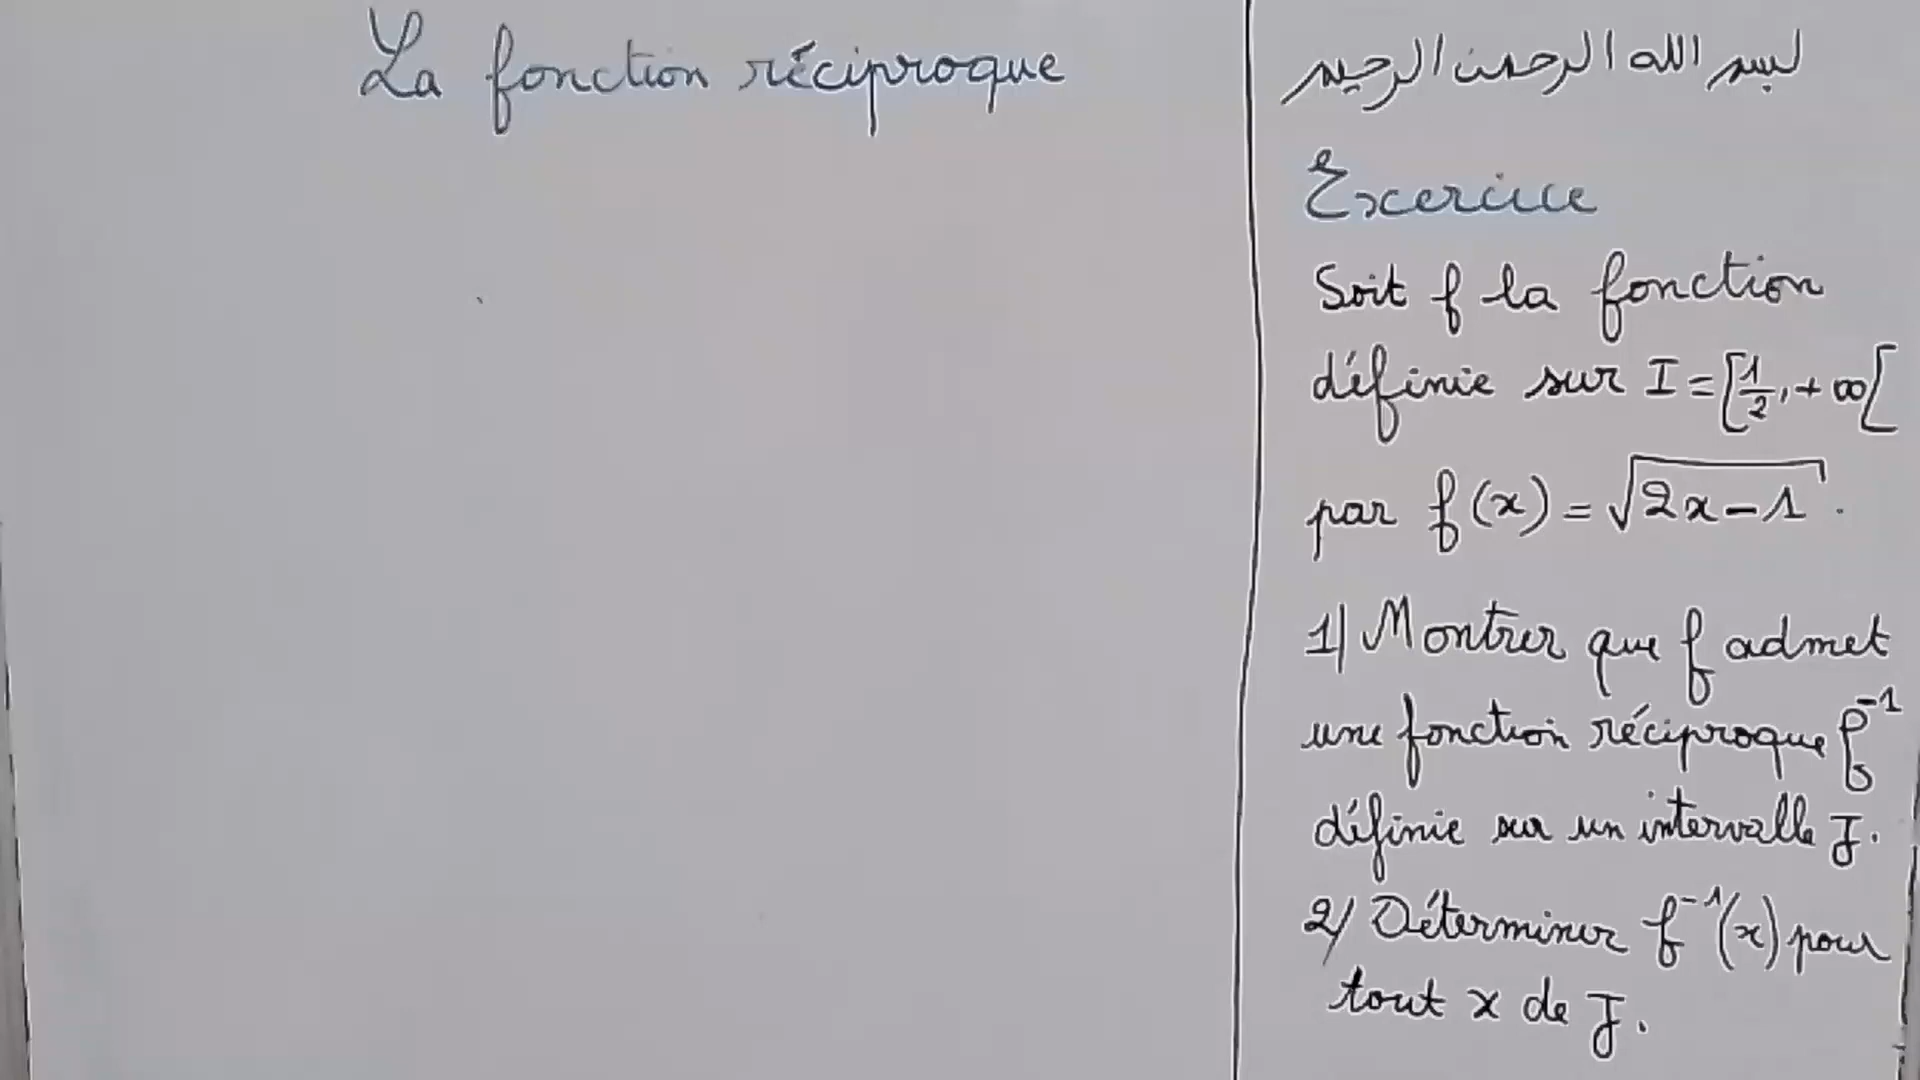 La fonction réciproque
بسم الله الرحمن الرحيم
Exercice
Soit f la fonction
définie sur I = [1/2, +∞[
par f(x) = √(2x-1).
1) Montrer que f admet
une fonction réciproque f⁻¹
définie sur un intervalle J.
2) Déterminer f⁻¹(x) pour
tout x de J.